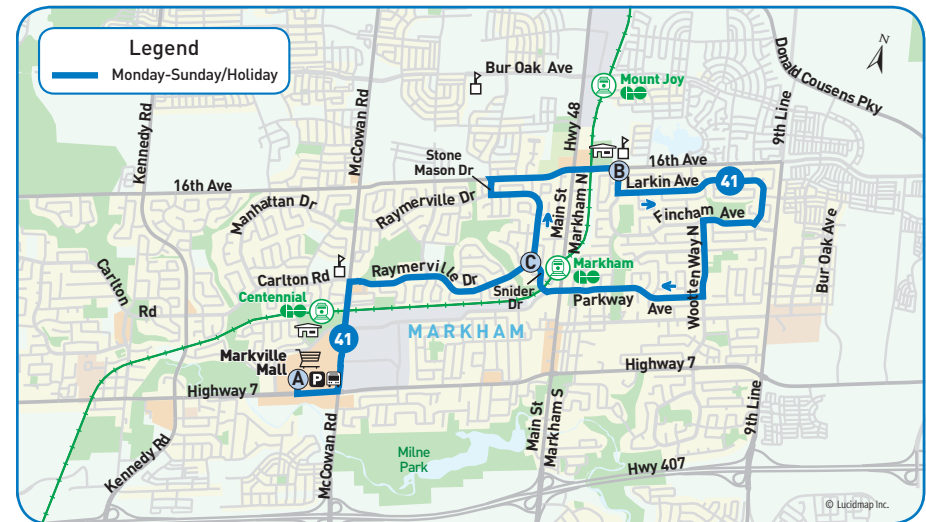 Legend
Monday-Sunday/Holiday
N
Bur Oak Ave
Mount Joy
GO
Donald Cousens Pky
9th Line
Kennedy Rd
McCowan Rd
Hwy 48
Stone
Mason Dr
16th Ave
B
Larkin Ave
41
16th Ave
Manhattan Dr
Raymerville Dr
Main St
Markham N
Fincham Ave
Bur Oak Ave
Carlton
Rd
Carlton Rd
Raymerville Dr
C
Markham
GO
Wootten Way N
Centennial
GO
Snider
Dr
Parkway
Ave
41
MARKHAM
Markville
Mall
A
P
Highway 7
Highway 7
Kennedy Rd
McCowan Rd
Milne
Park
Main St
Markham S
9th Line
Hwy 407
© Lucidmap Inc.